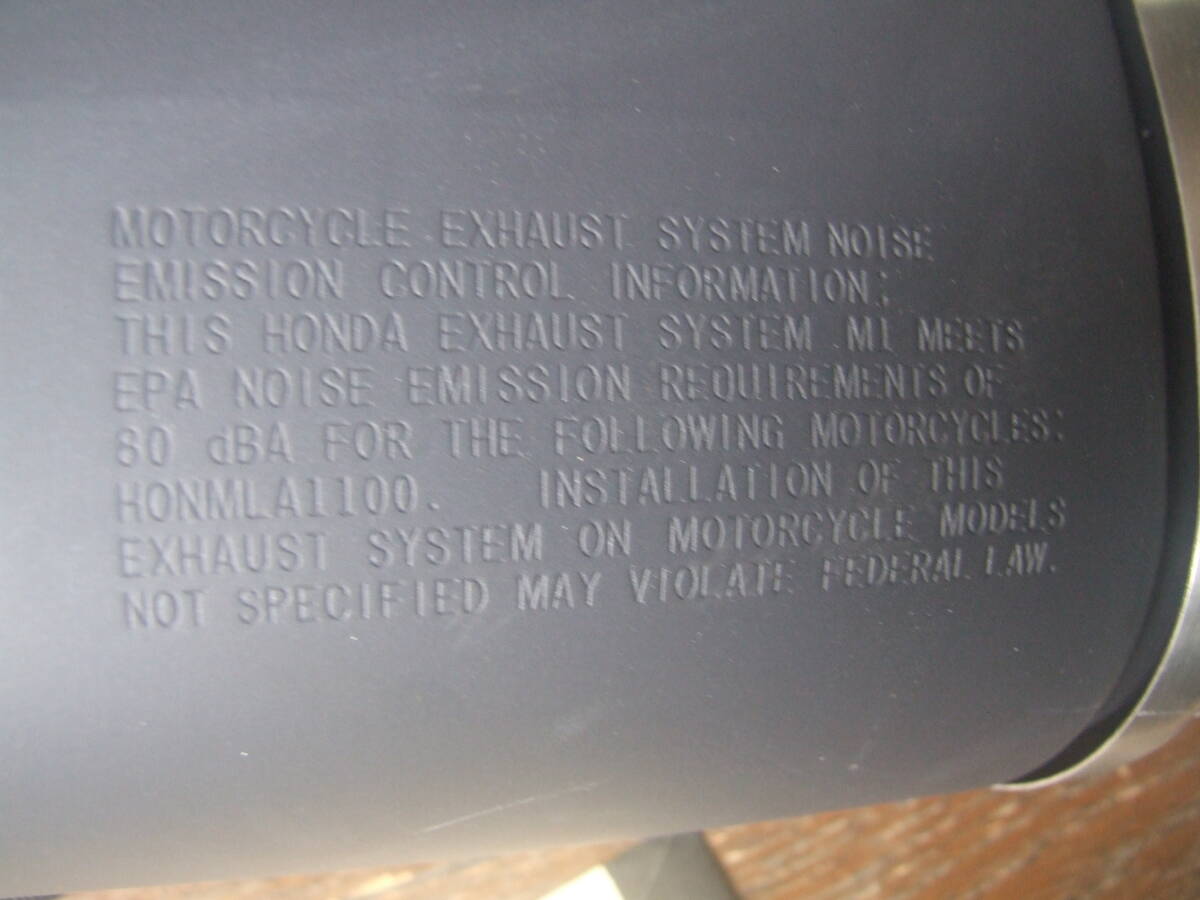 MOTORCYCLE EXHAUST SYSTEM NOISE
EMISSION CONTROL INFORMATION:
THIS HONDA EXHAUST SYSTEM M1 MEETS
EPA NOISE EMISSION REQUIREMENTS OF
80 dBA FOR THE FOLLOWING MOTORCYCLES:
HONMLA1100. INSTALLATION OF THIS
EXHAUST SYSTEM ON MOTORCYCLE MODELS
NOT SPECIFIED MAY VIOLATE FEDERAL LAW.